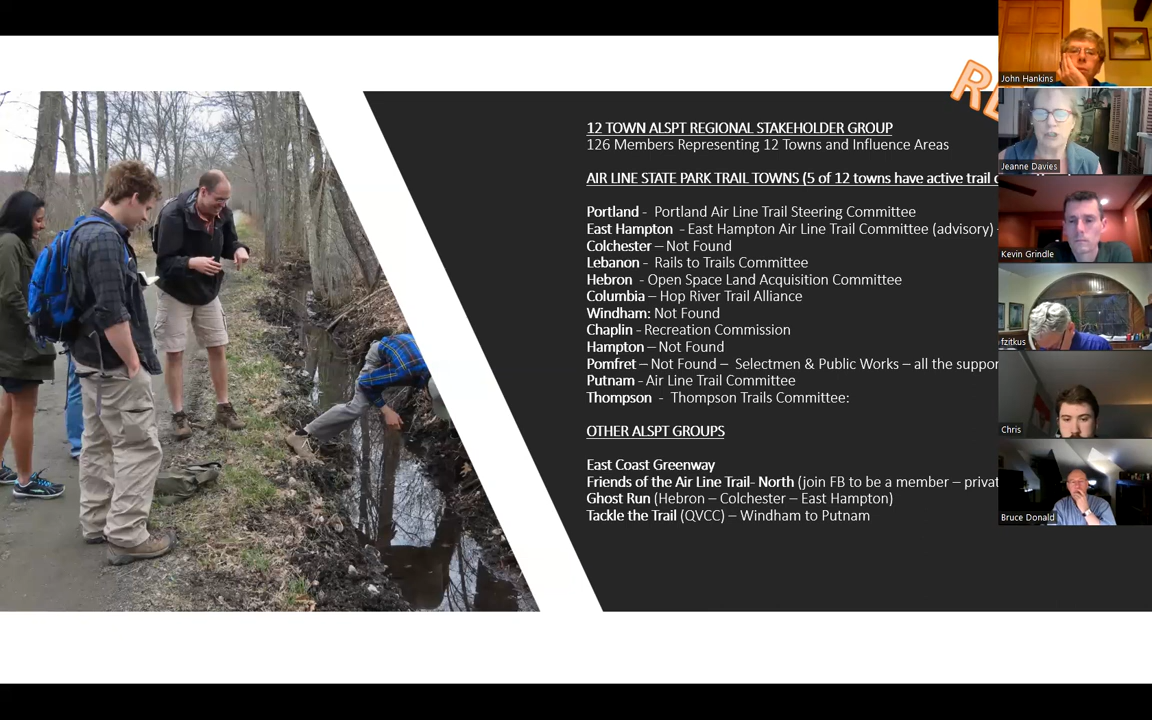 12 TOWN ALSPT REGIONAL STAKEHOLDER GROUP
126 Members Representing 12 Towns and Influence Areas
AIR LINE STATE PARK TRAIL TOWNS (5 of 12 towns have active trail
Portland - Portland Air Line Trail Steering Committee
East Hampton - East Hampton Air Line Trail Committee (advisory) -
Colchester – Not Found
Lebanon - Rails to Trails Committee
Hebron - Open Space Land Acquisition Committee
Columbia – Hop River Trail Alliance
Windham: Not Found
Chaplin - Recreation Commission
Hampton – Not Found
Pomfret – Not Found – Selectmen & Public Works – all the
Putnam - Air Line Trail Committee
Thompson - Thompson Trails Committee:
OTHER ALSPT GROUPS
East Coast Greenway
Friends of the Air Line Trail- North (join FB to be a member –
Ghost Run (Hebron – Colchester – East Hampton)
Tackle the Trail (QVCC) – Windham to Putnam
John Hankins
Jeanne Davies
Kevin Grindle
fzitkus
Chris
Bruce Donald